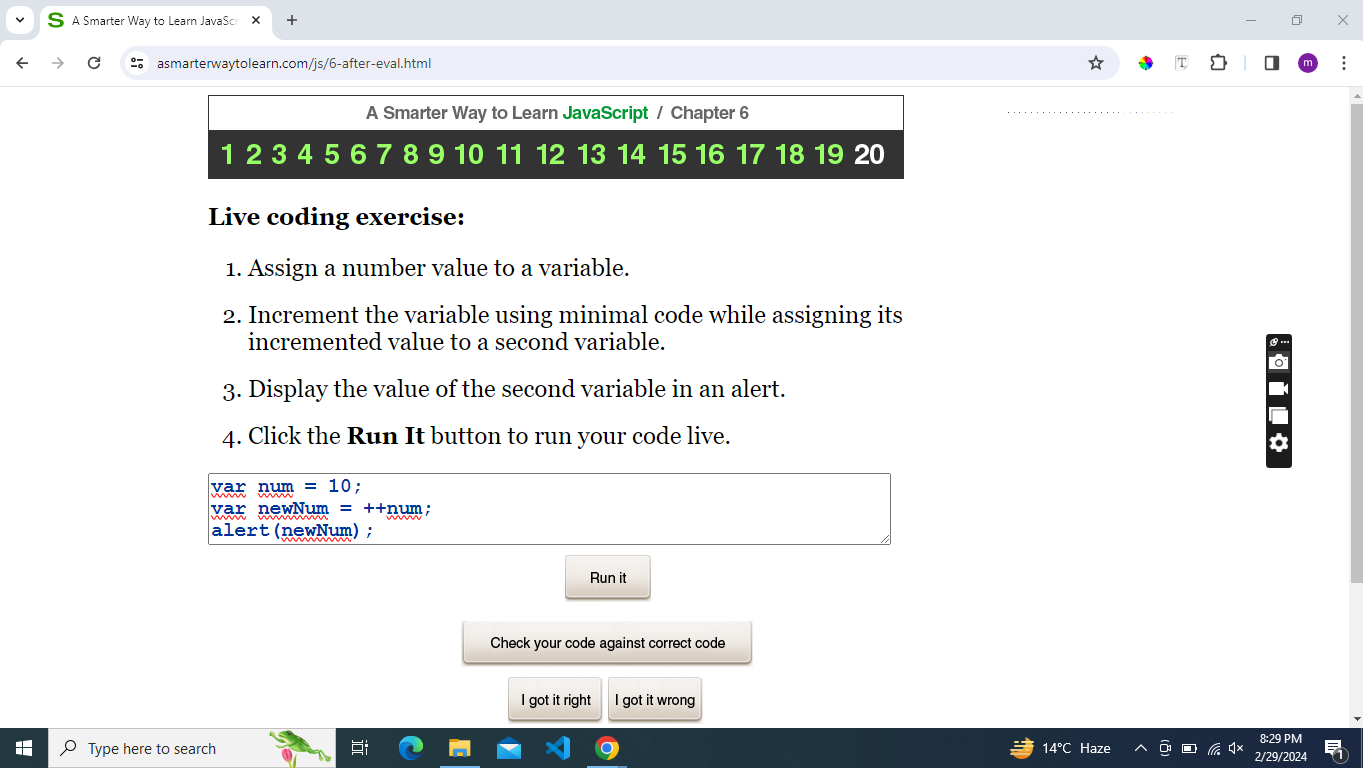 A Smarter Way to Learn JavaScr
asmarterwaytolearn.com/js/6-after-eval.html
m
A Smarter Way to Learn JavaScript / Chapter 6
1 2 3 4 5 6 7 8 9 10 11 12 13 14 15 16 17 18 19 20
Live coding exercise:
1. Assign a number value to a variable.
2. Increment the variable using minimal code while assigning its
incremented value to a second variable.
3. Display the value of the second variable in an alert.
4. Click the Run It button to run your code live.
var num = 10;
var newNum = ++num;
alert(newNum);
Run it
Check your code against correct code
I got it right I got it wrong
Type here to search
14°C Haze
8:29 PM
2/29/2024
1